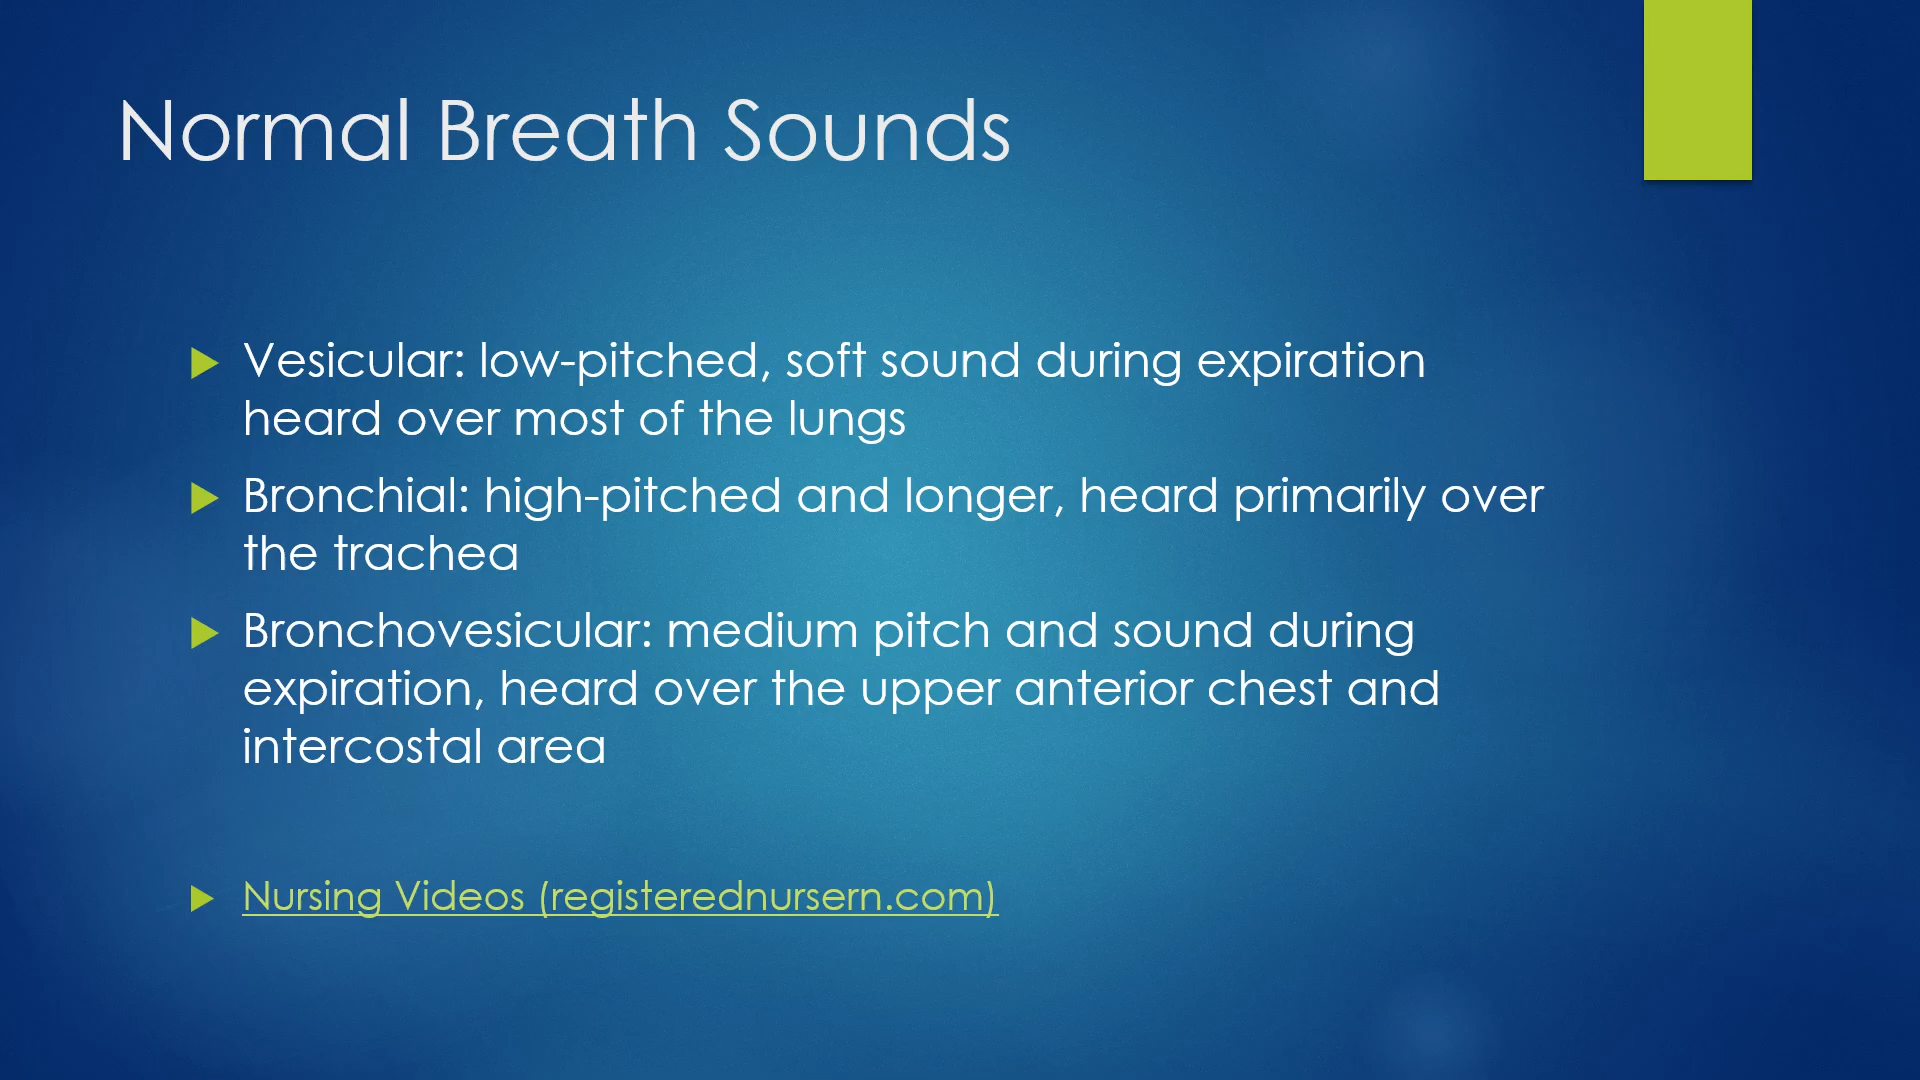 Normal Breath Sounds
Vesicular: low-pitched, soft sound during expiration
heard over most of the lungs
Bronchial: high-pitched and longer, heard primarily over
the trachea
Bronchovesicular: medium pitch and sound during
expiration, heard over the upper anterior chest and
intercostal area
Nursing Videos (registerednursern.com)